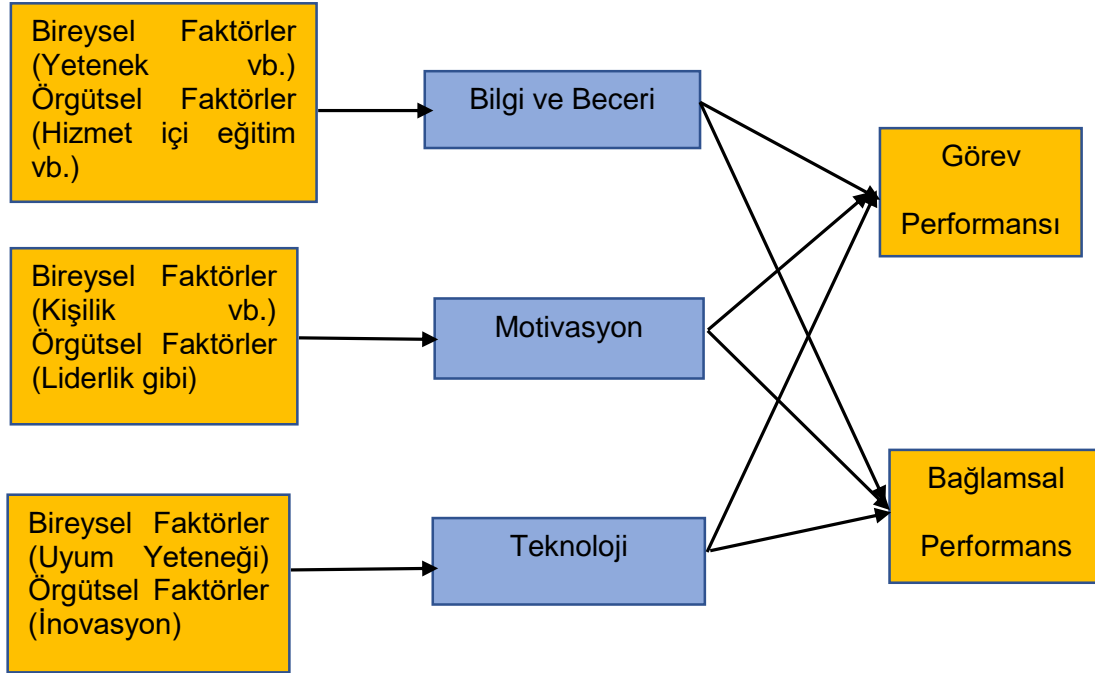 Bireysel Faktörler
(Yetenek vb.)
Örgütsel Faktörler
(Hizmet içi eğitim
vb.)
Bilgi ve Beceri
Görev
Performansı
Bireysel Faktörler
(Kişilik vb.)
Örgütsel Faktörler
(Liderlik gibi)
Motivasyon
Bireysel Faktörler
(Uyum Yeteneği)
Örgütsel Faktörler
(İnovasyon)
Teknoloji
Bağlamsal
Performans